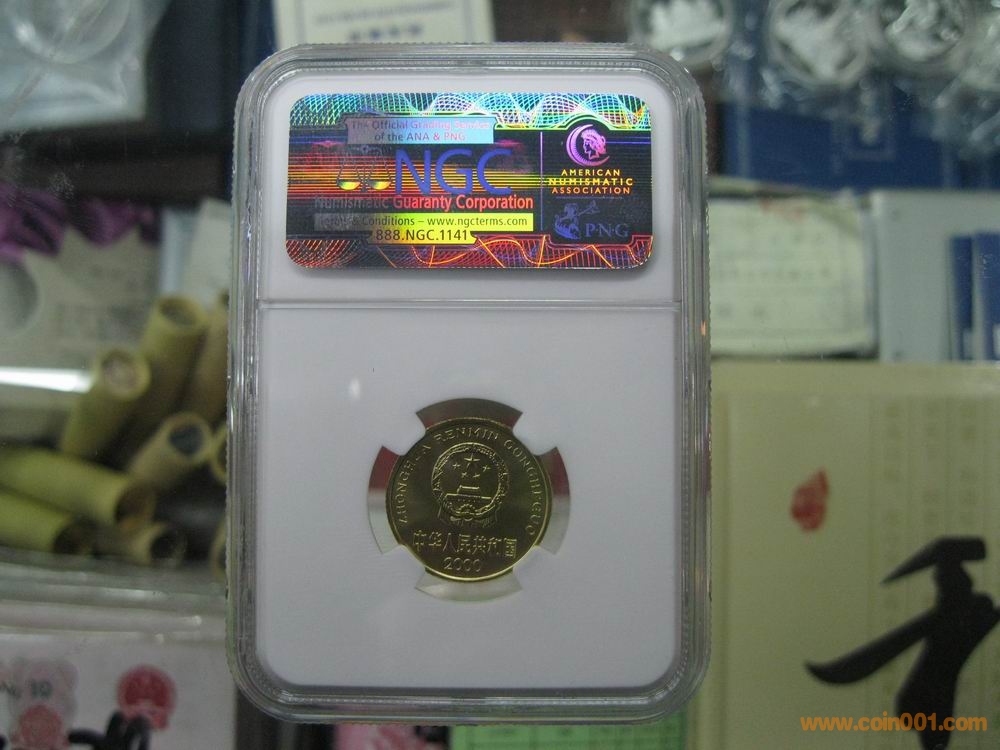 The Official Grading Service
of the ANA & PNG
NGC
Numismatic Guaranty Corporation
Terms & Conditions – www.ngcterms.com
888.NGC.1141
AMERICAN
NUMISMATIC
ASSOCIATION
P·N·G
ZHONGHUA RENMIN GONGHEGUO
中华人民共和国
2000
www.coin001.com